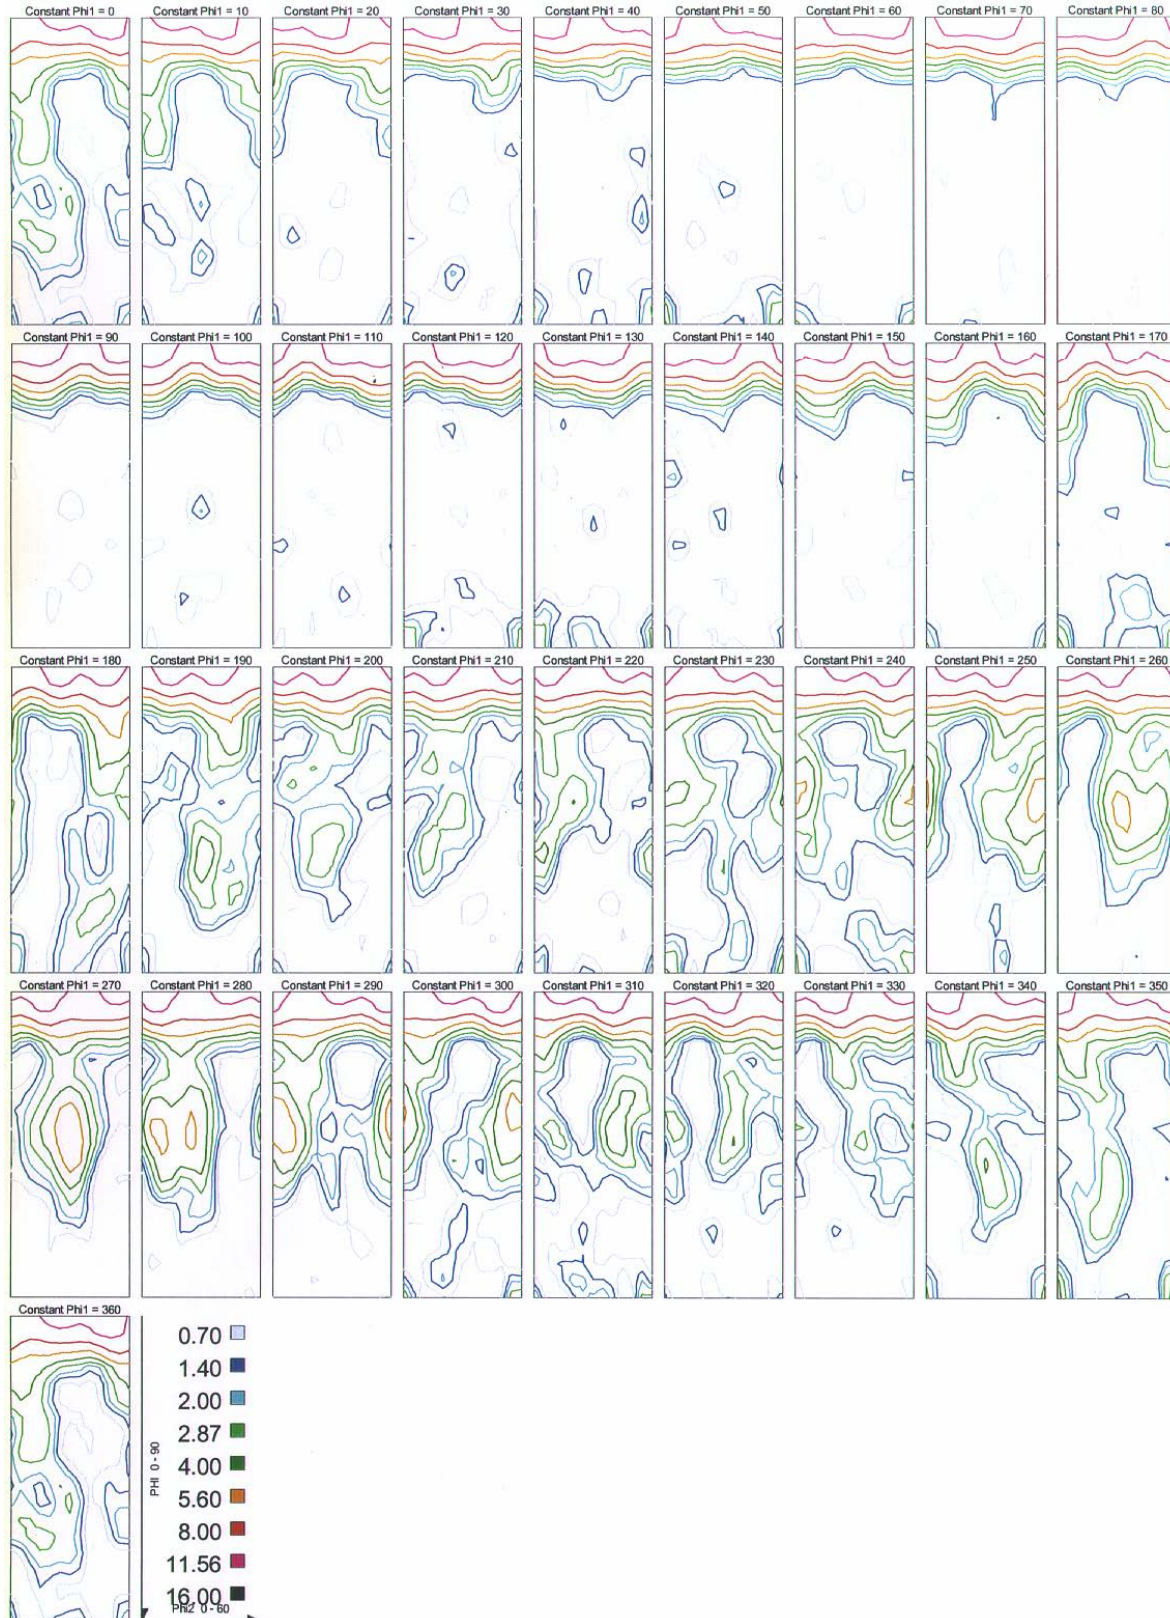 Constant Phi1 = 0
Constant Phi1 = 10
Constant Phi1 = 20
Constant Phi1 = 30
Constant Phi1 = 40
Constant Phi1 = 50
Constant Phi1 = 60
Constant Phi1 = 70
Constant Phi1 = 80
Constant Phi1 = 90
Constant Phi1 = 100
Constant Phi1 = 110
Constant Phi1 = 120
Constant Phi1 = 130
Constant Phi1 = 140
Constant Phi1 = 150
Constant Phi1 = 160
Constant Phi1 = 170
Constant Phi1 = 180
Constant Phi1 = 190
Constant Phi1 = 200
Constant Phi1 = 210
Constant Phi1 = 220
Constant Phi1 = 230
Constant Phi1 = 240
Constant Phi1 = 250
Constant Phi1 = 260
Constant Phi1 = 270
Constant Phi1 = 280
Constant Phi1 = 290
Constant Phi1 = 300
Constant Phi1 = 310
Constant Phi1 = 320
Constant Phi1 = 330
Constant Phi1 = 340
Constant Phi1 = 350
Constant Phi1 = 360
0.70
1.40
2.00
2.87
4.00
5.60
8.00
11.56
16.00
PHI 0 - 90
Phi2 0 - 60